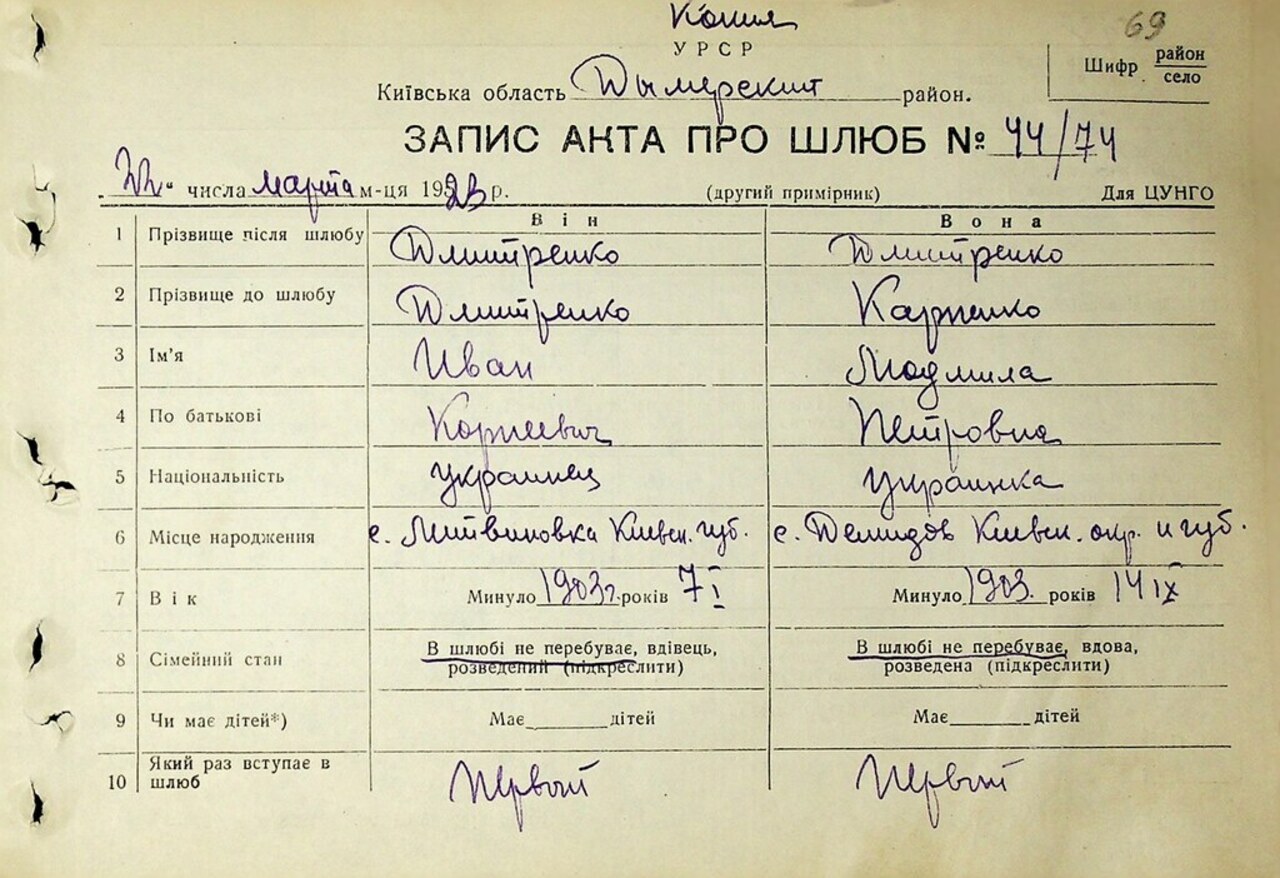 Копия
69
УРСР
Шифр район село
Київська область Дымерский район.
ЗАПИС АКТА ПРО ШЛЮБ № 44/74
22" числа марта м-ця 1923 р. (другий примірник) Для ЦУНГО
Він Вона
1 Прізвище після шлюбу Дмитренко Дмитренко
2 Прізвище до шлюбу Дмитренко Карпенко
3 Ім'я Иван Людмила
4 По батькові Корнеевич Петровна
5 Національність украинец украинка
6 Місце народження с. Литвиновка Киевск. губ. с. Демидов Киевск. окр. и губ.
7 Вік Минуло 1903 г. років 7 I Минуло 1903. років 14 IX
8 Сімейний стан В шлюбі не перебуває, вдівець, В шлюбі не перебуває, вдова,
розведений (підкреслити) розведена (підкреслити)
9 Чи має дітей*) Має дітей Має дітей
10 Який раз вступає в шлюб Первый Первый